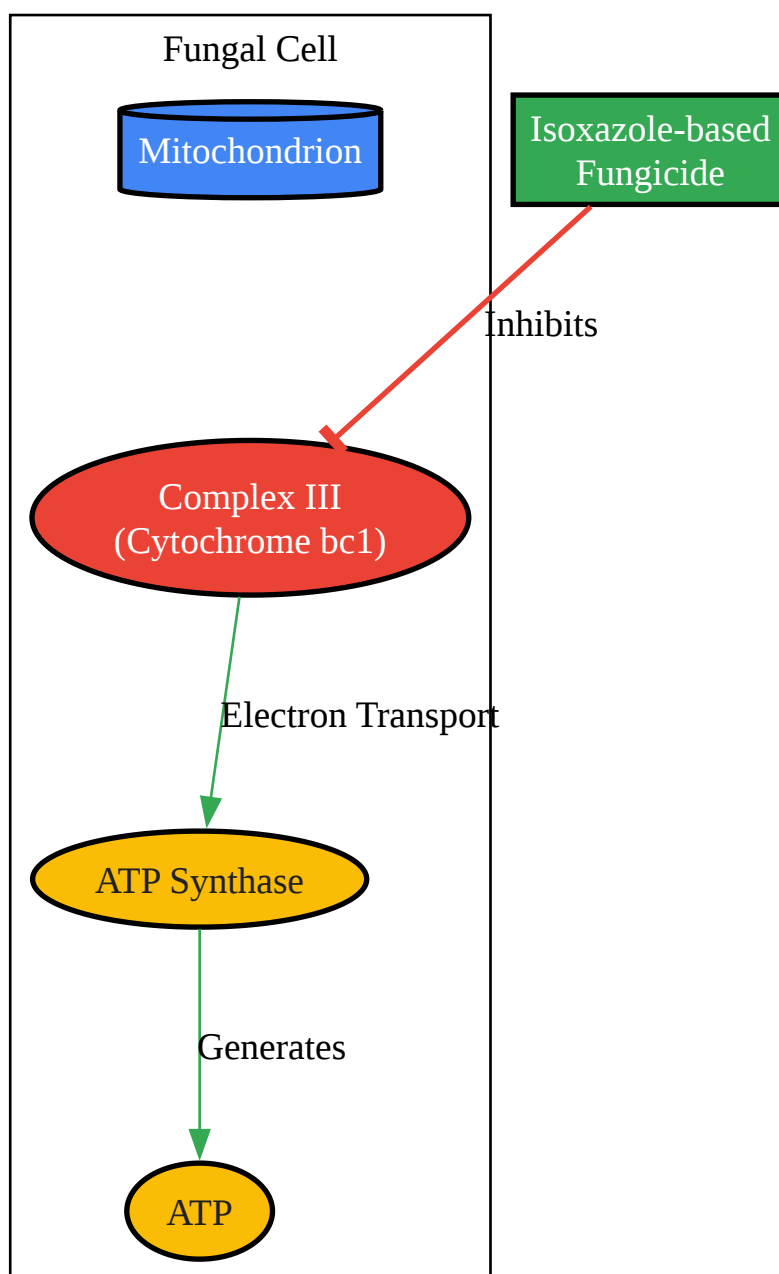 Fungal Cell
Mitochondrion
Isoxazole-based
Fungicide
Inhibits
Complex III
(Cytochrome bc1)
Electron Transport
ATP Synthase
Generates
ATP